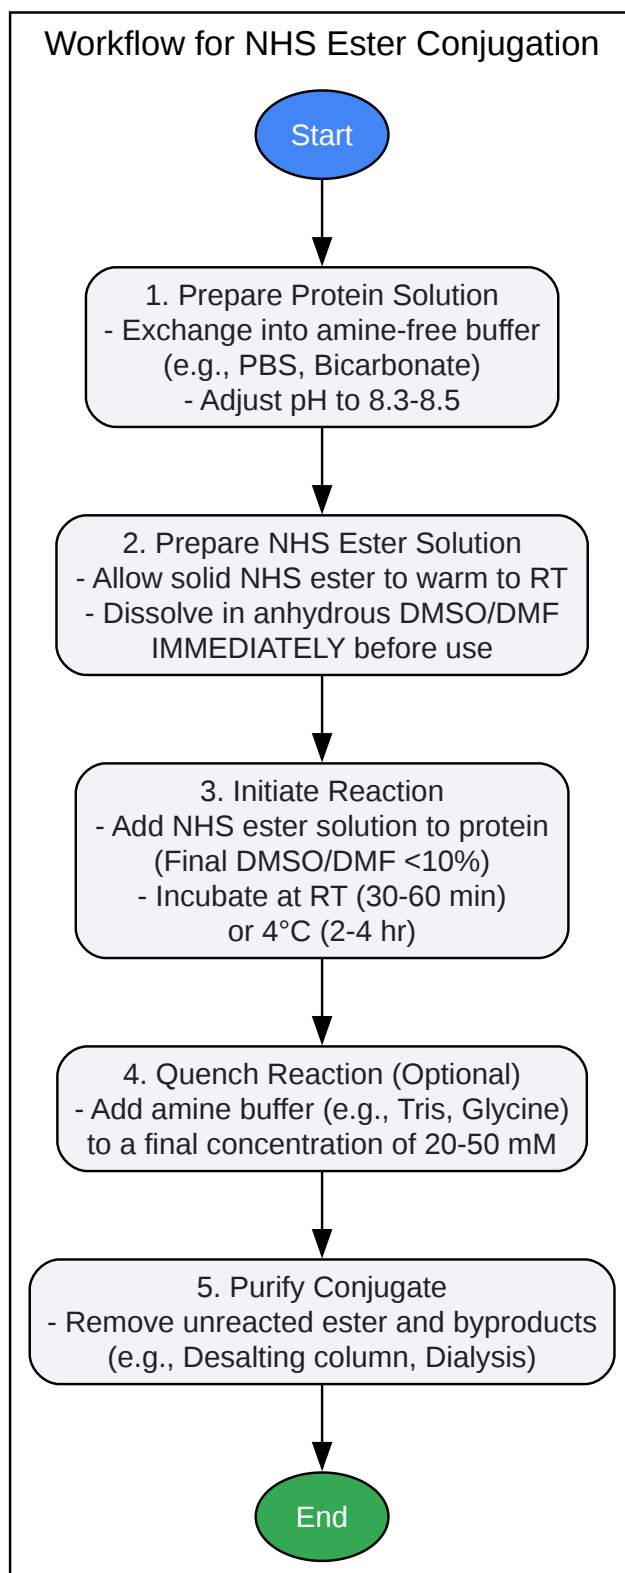 Workflow for NHS Ester Conjugation
Start
1. Prepare Protein Solution
- Exchange into amine-free buffer
(e.g., PBS, Bicarbonate)
- Adjust pH to 8.3-8.5
2. Prepare NHS Ester Solution
- Allow solid NHS ester to warm to RT
- Dissolve in anhydrous DMSO/DMF
IMMEDIATELY before use
3. Initiate Reaction
- Add NHS ester solution to protein
(Final DMSO/DMF <10%)
- Incubate at RT (30-60 min)
or 4°C (2-4 hr)
4. Quench Reaction (Optional)
- Add amine buffer (e.g., Tris, Glycine)
to a final concentration of 20-50 mM
5. Purify Conjugate
- Remove unreacted ester and byproducts
(e.g., Desalting column, Dialysis)
End